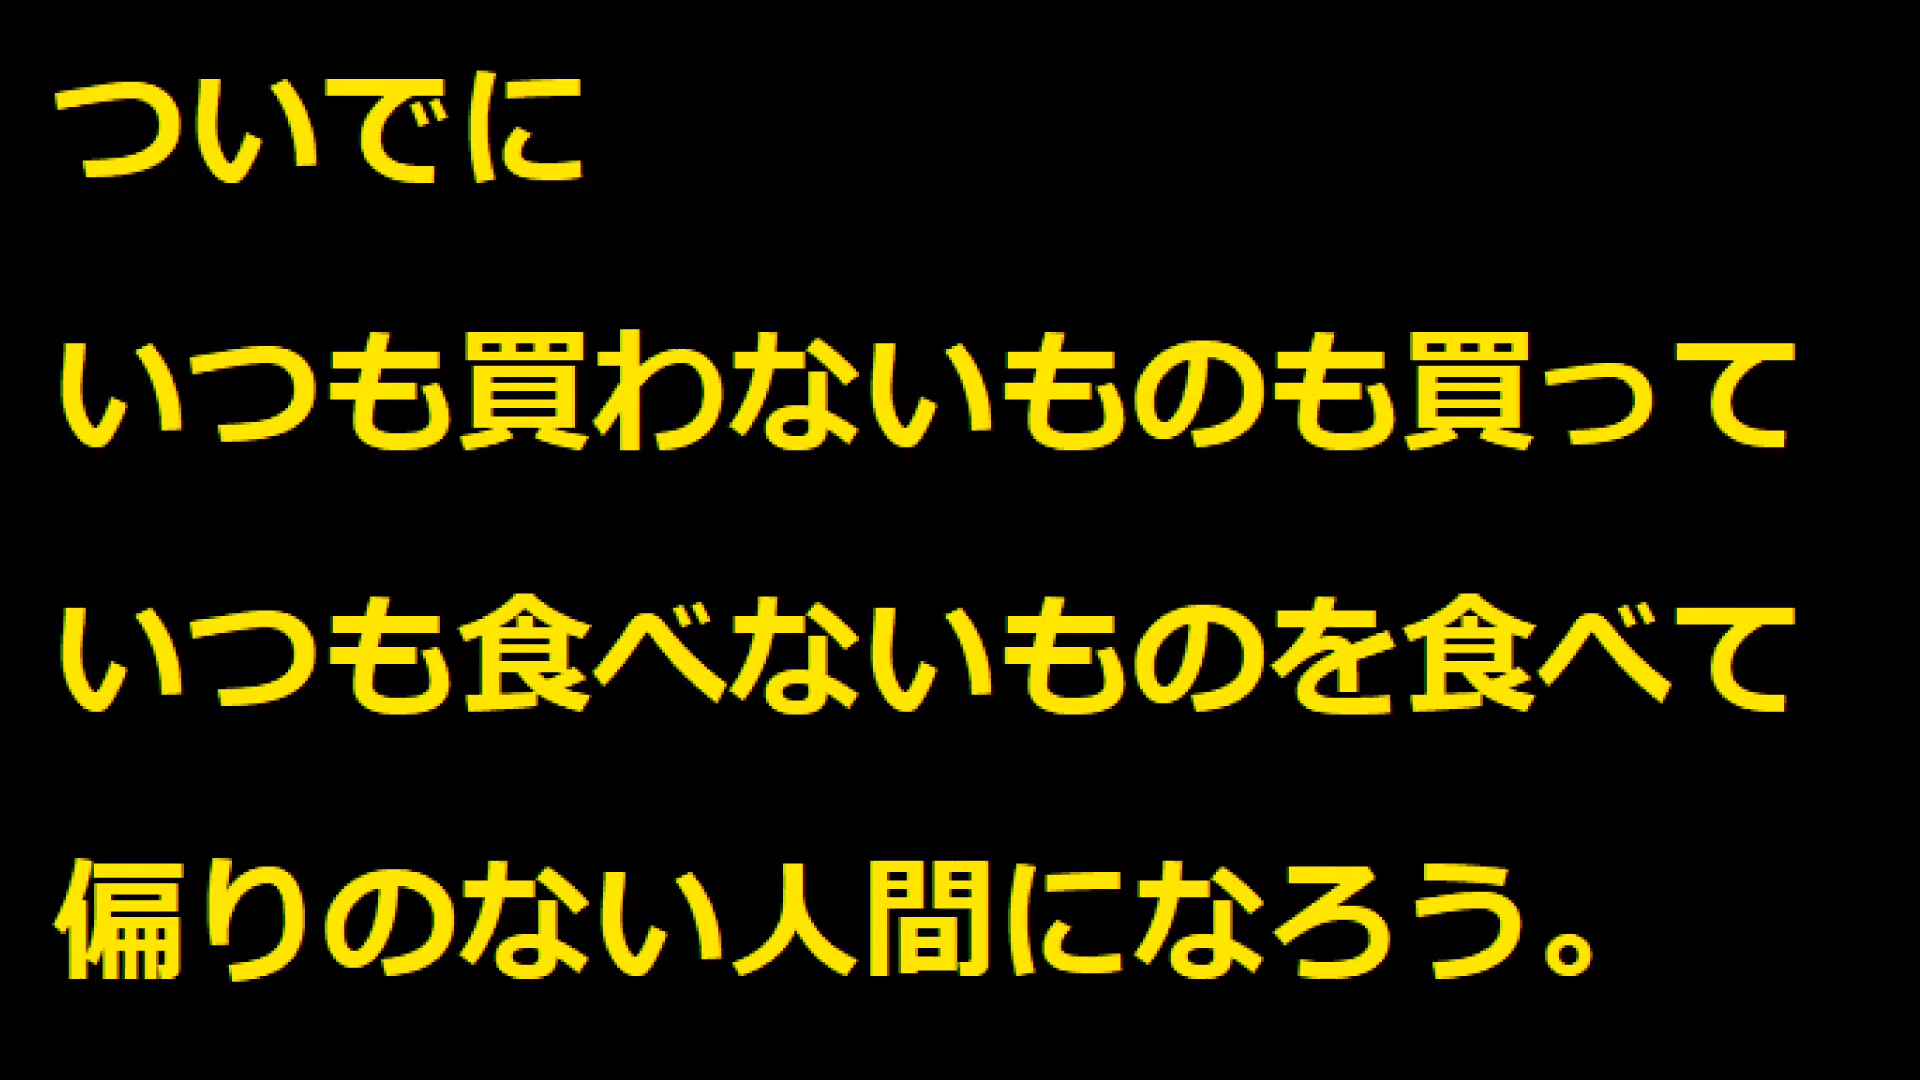 ついでに
いつも買わないものも買って
いつも食べないものを食べて
偏りのない人間になろう。